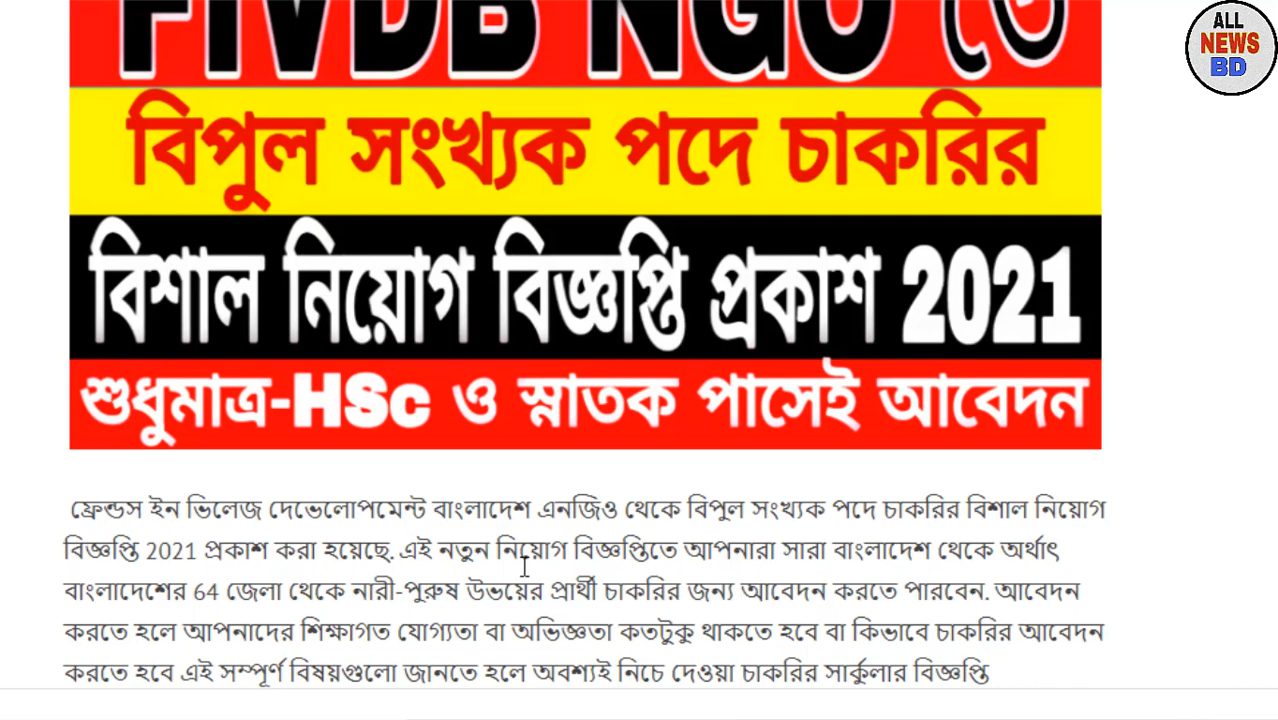 FIVDB NGO তে
ALL
NEWS
BD
বিপুল সংখ্যক পদে চাকরির
বিশাল নিয়োগ বিজ্ঞপ্তি প্রকাশ 2021
শুধুমাত্র-HSc ও স্নাতক পাসেই আবেদন
ফ্রেন্ডস ইন ভিলেজ দেভেলোপমেন্ট বাংলাদেশ এনজিও থেকে বিপুল সংখ্যক পদে চাকরির বিশাল নিয়োগ
বিজ্ঞপ্তি 2021 প্রকাশ করা হয়েছে. এই নতুন নিয়োগ বিজ্ঞপ্তিতে আপনারা সারা বাংলাদেশ থেকে অর্থাৎ
বাংলাদেশের 64 জেলা থেকে নারী-পুরুষ উভয়ের প্রার্থী চাকরির জন্য আবেদন করতে পারবেন. আবেদন
করতে হলে আপনাদের শিক্ষাগত যোগ্যতা বা অভিজ্ঞতা কতটুকু থাকতে হবে বা কিভাবে চাকরির আবেদন
করতে হবে এই সম্পূর্ণ বিষয়গুলো জানতে হলে অবশ্যই নিচে দেওয়া চাকরির সার্কুলার বিজ্ঞপ্তি